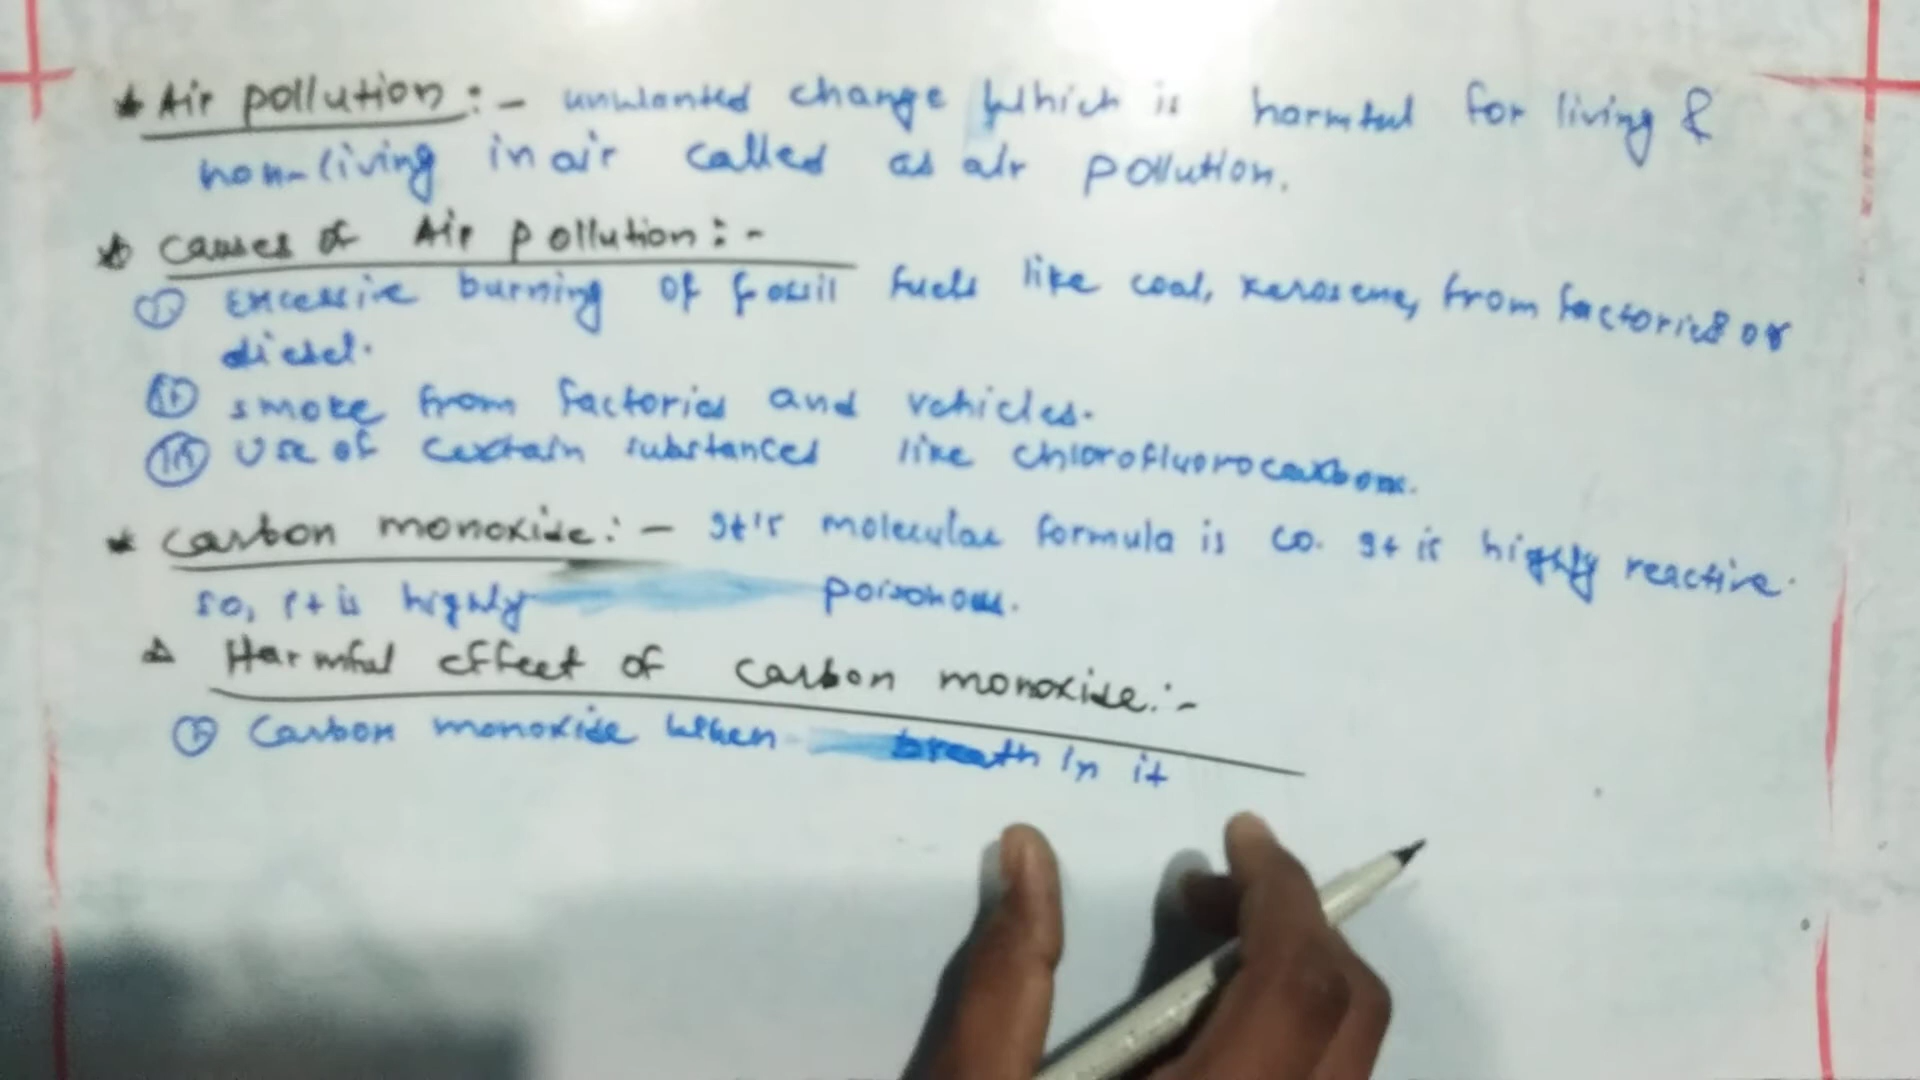 * Air pollution :- unwanted change which is harmful for living &
non-living in air called as air pollution.
* Causes of Air pollution :-
(i) Excessive burning of fossil fuels like coal, kerosene, from factories or
diesel.
(ii) smoke from factories and vehicles.
(iii) Use of certain substances like chlorofluorocarbons.
* Carbon monoxide :- It's molecular formula is CO. It is highly reactive.
so, it is highly poisonous.
△ Harmful effect of carbon monoxide :-
(i) Carbon monoxide when breath in it